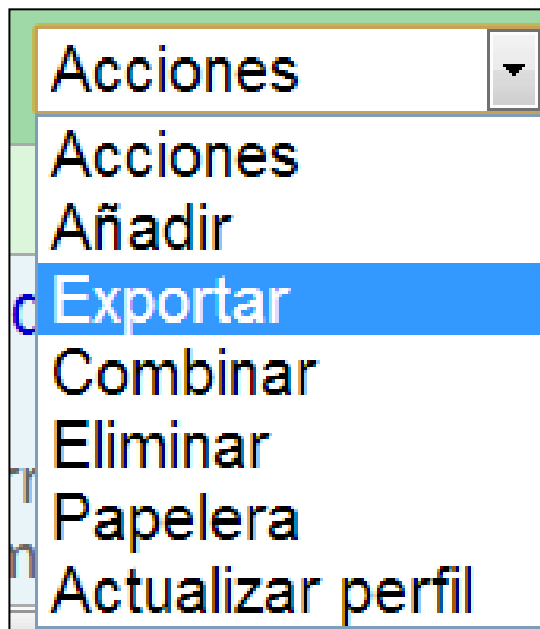 Acciones
Acciones
Añadir
Exportar
Combinar
Eliminar
Papelera
Actualizar perfil